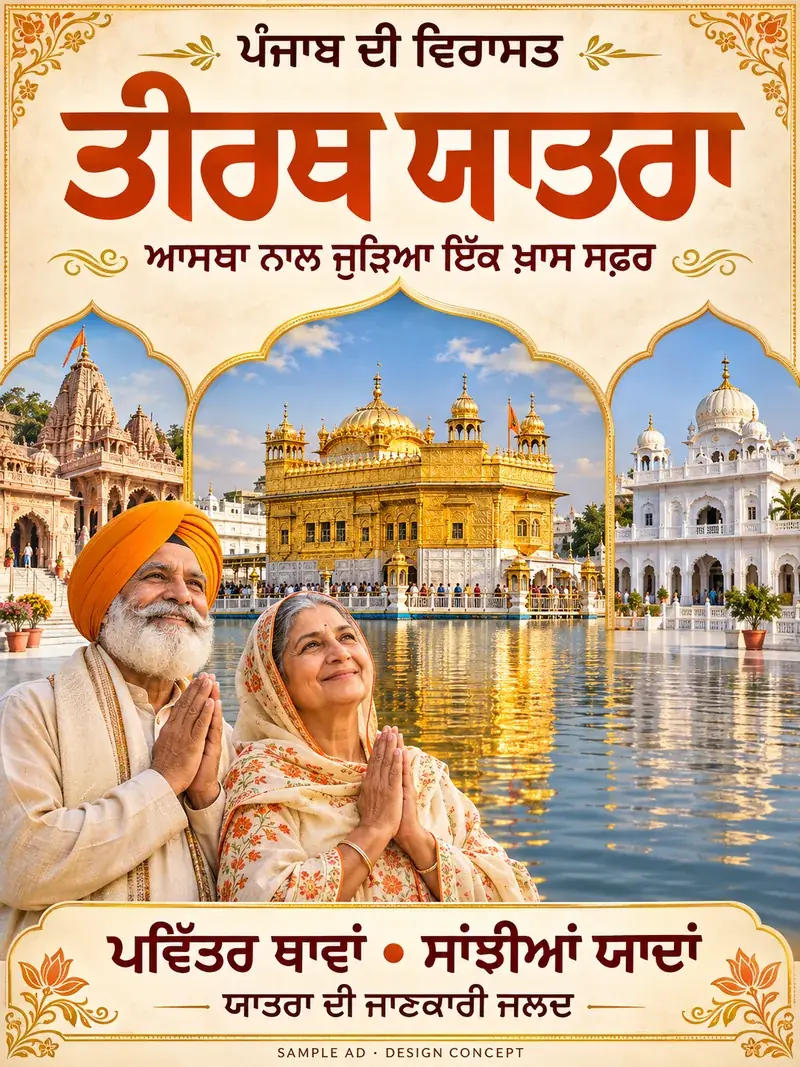 ਪੰਜਾਬ ਦੀ ਵਿਰਾਸਤ
ਤੀਰਥ ਯਾਤਰਾ
ਆਸਥਾ ਨਾਲ ਜੁੜਿਆ ਇੱਕ ਖ਼ਾਸ ਸਫ਼ਰ
ਪਵਿੱਤਰ ਥਾਵਾਂ • ਸਾਂਝੀਆਂ ਯਾਦਾਂ
ਯਾਤਰਾ ਦੀ ਜਾਣਕਾਰੀ ਜਲਦ
SAMPLE AD · DESIGN CONCEPT